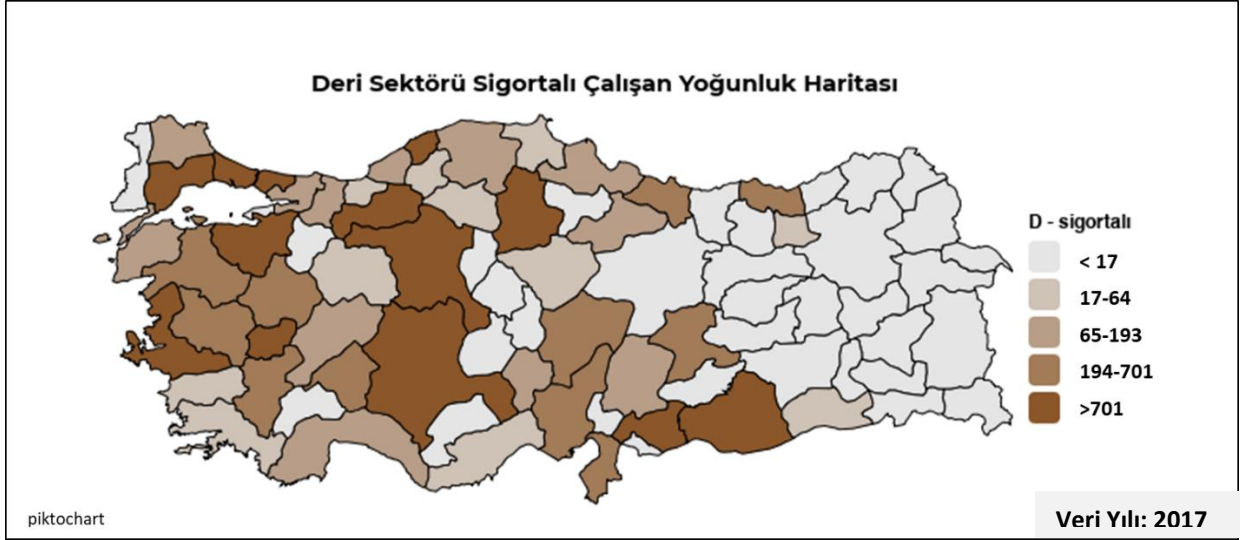 Deri Sektörü Sigortalı Çalışan Yoğunluk Haritası
D - sigortalı
< 17
17-64
65-193
194-701
>701
piktochart
Veri Yılı: 2017